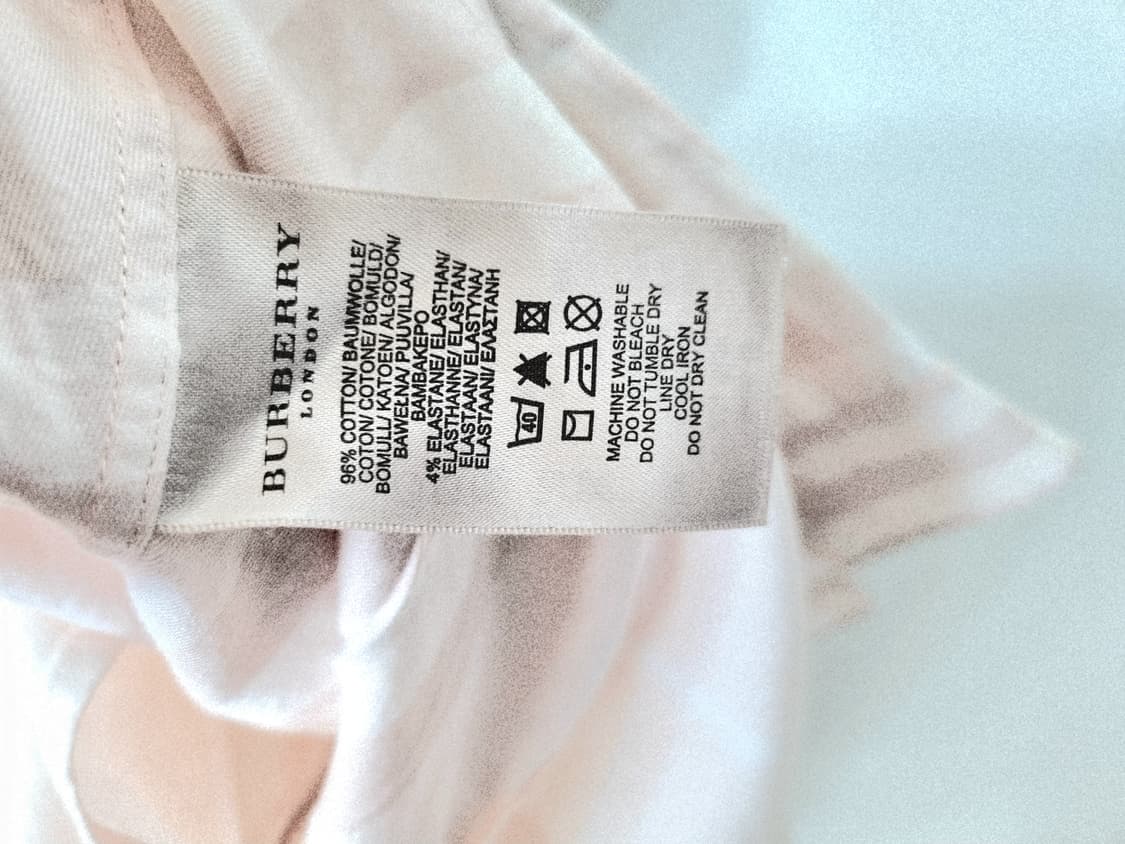 BURBERRY
LONDON
96% COTTON/ BAUMWOLLE/
COTON/ COTONE/ BOMULD/
BOMULL/ KATOEN/ ALGODON/
BAWEŁNA/ PUUVILLA/
ΒΑΜΒΑΚΕΡΟ
4% ELASTANE/ ELASTHAN/
ELASTHANNE/ ELASTAN/
ELASTAAN/ ELASTYNA/
ELASTAANI/ ΕΛΑΣΤΑΝΗ
40
MACHINE WASHABLE
DO NOT BLEACH
DO NOT TUMBLE DRY
LINE DRY
COOL IRON
DO NOT DRY CLEAN